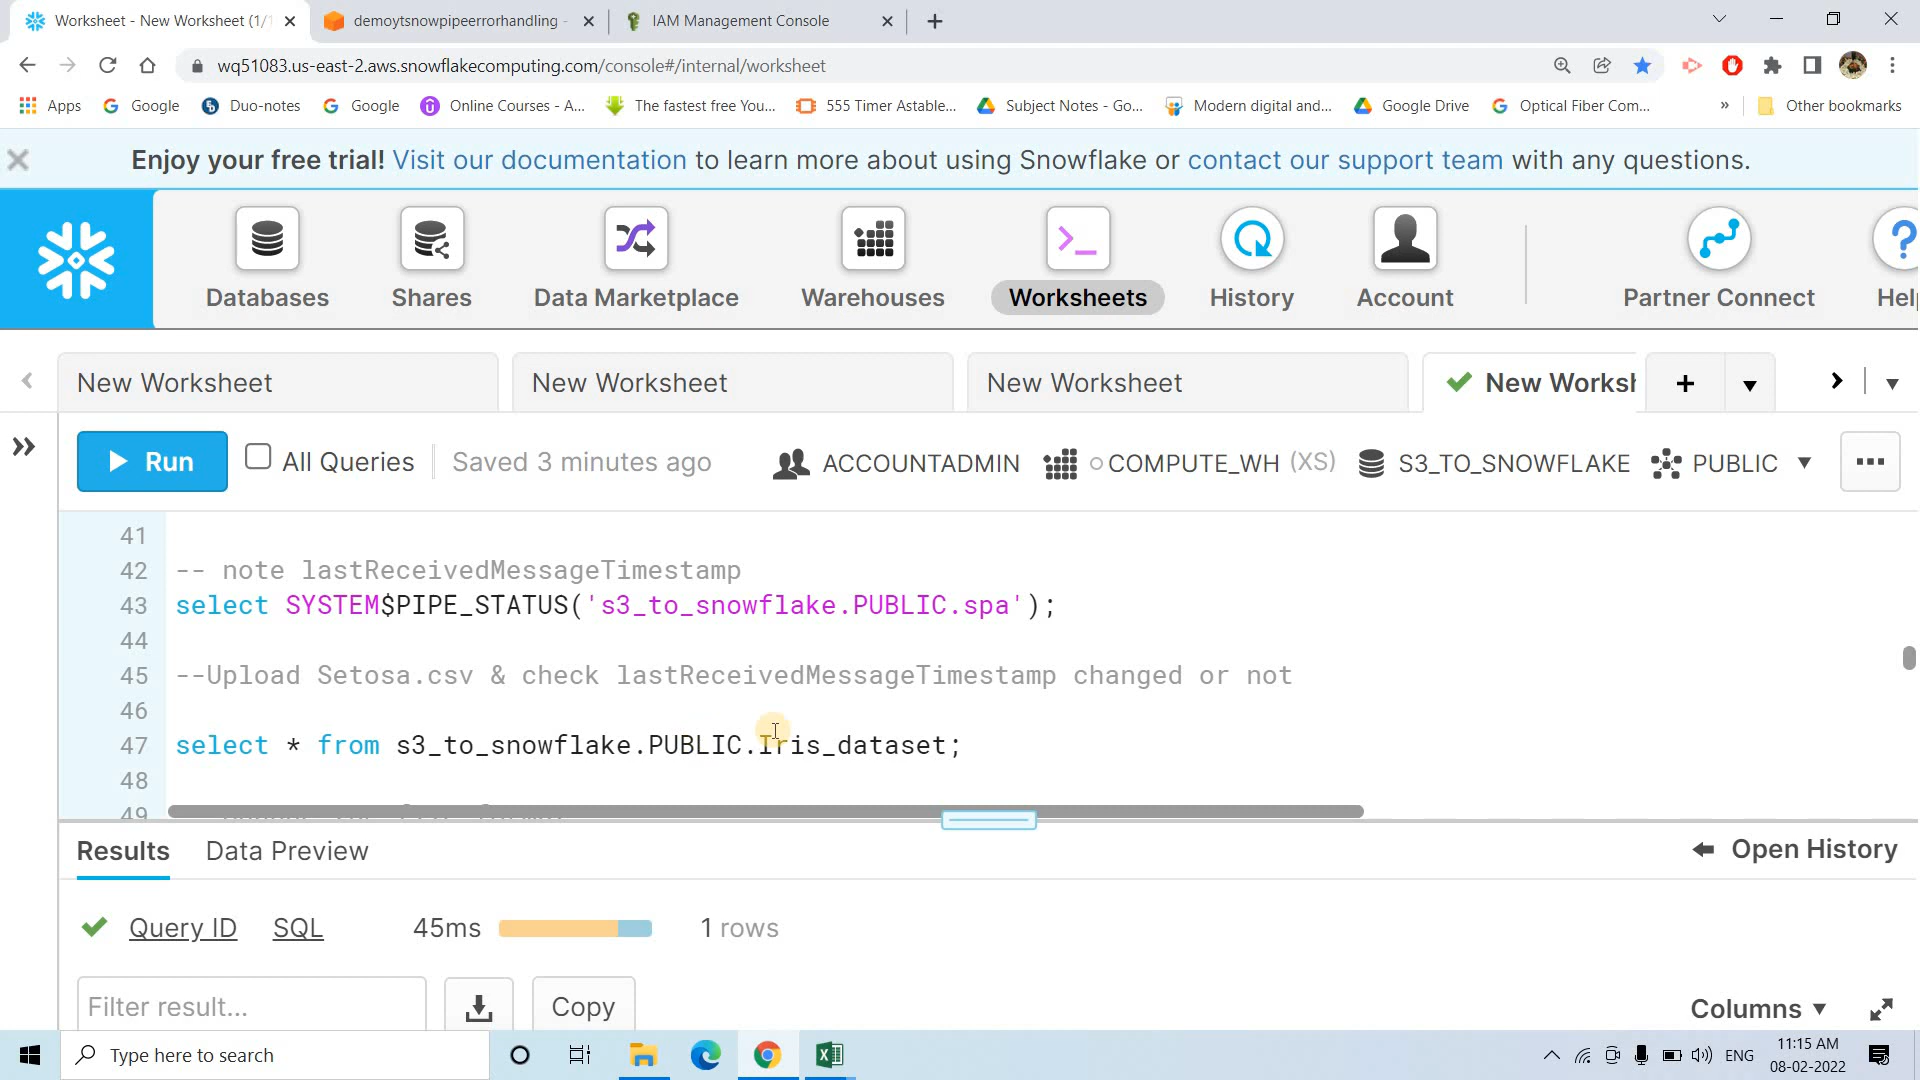 Worksheet - New Worksheet (1/1
demoytsnowpipeerrorhandling -
IAM Management Console
wq51083.us-east-2.aws.snowflakecomputing.com/console#/internal/worksheet
Apps
Google
Duo-notes
Google
Online Courses - A...
The fastest free You...
555 Timer Astable...
Subject Notes - Go...
Modern digital and...
Google Drive
Optical Fiber Com...
»
Other bookmarks
Enjoy your free trial! Visit our documentation to learn more about using Snowflake or contact our support team with any questions.
Databases
Shares
Data Marketplace
Warehouses
Worksheets
History
Account
Partner Connect
Help
New Worksheet
New Worksheet
New Worksheet
New Worksh
Run
All Queries
Saved 3 minutes ago
ACCOUNTADMIN
COMPUTE_WH (XS)
S3_TO_SNOWFLAKE
PUBLIC
41
42 -- note lastReceivedMessageTimestamp
43 select SYSTEM$PIPE_STATUS('s3_to_snowflake.PUBLIC.spa');
44
45 --Upload Setosa.csv & check lastReceivedMessageTimestamp changed or not
46
47 select * from s3_to_snowflake.PUBLIC.Iris_dataset;
48
49
Results
Data Preview
Open History
Query ID
SQL
45ms
1 rows
Filter result...
Copy
Columns
Type here to search
ENG
11:15 AM
08-02-2022